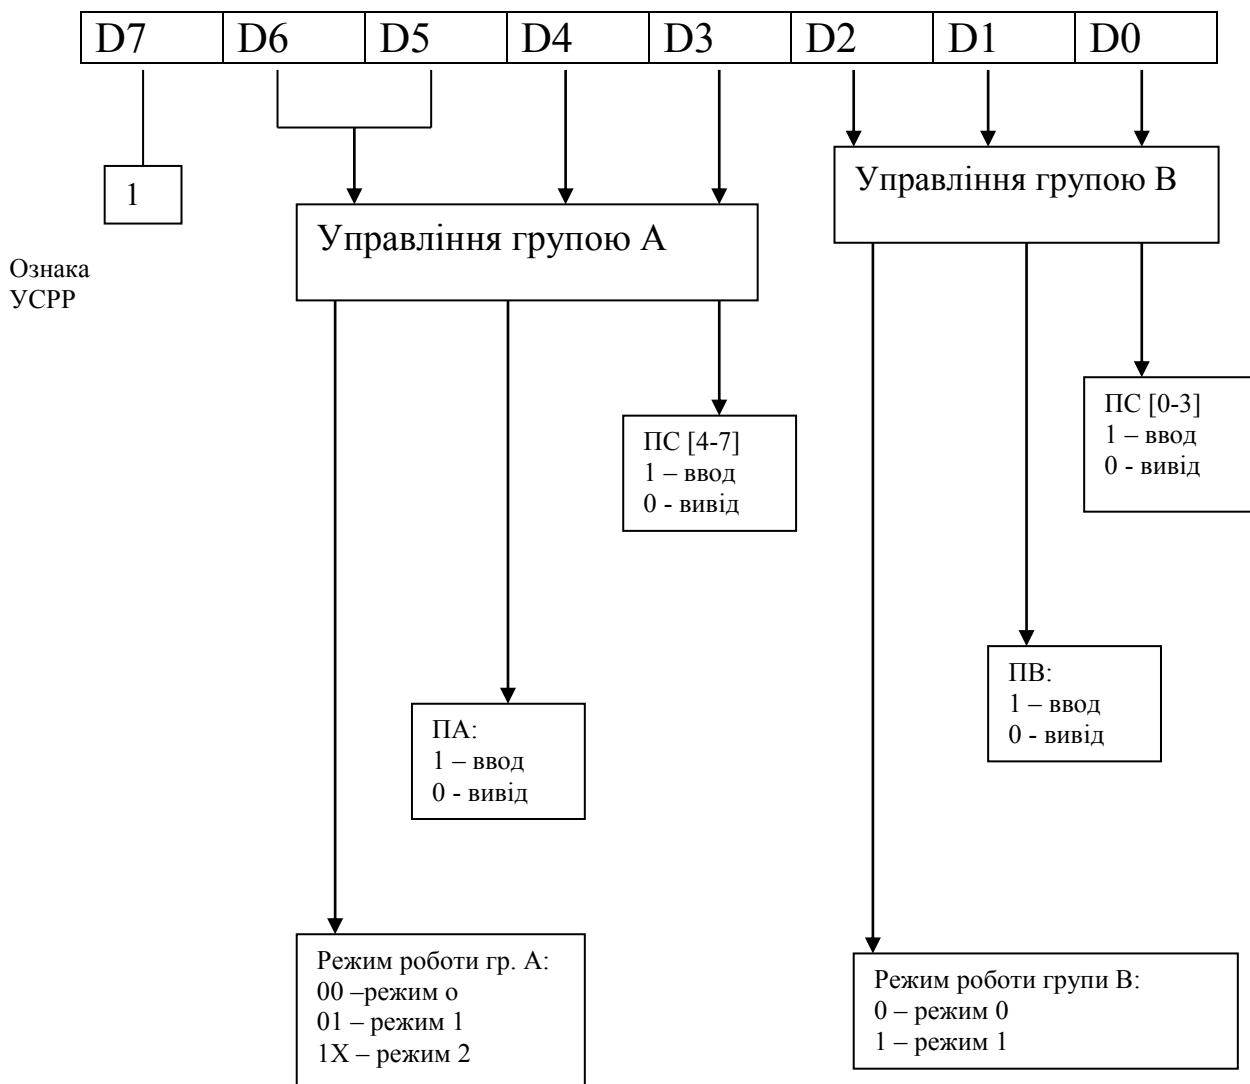 D7 D6 D5 D4 D3 D2 D1 D0
1
Ознака
УСРР
Управління групою А
Управління групою В
ПС [4-7]
1 – ввод
0 - вивід
ПС [0-3]
1 – ввод
0 - вивід
ПА:
1 – ввод
0 - вивід
ПВ:
1 – ввод
0 - вивід
Режим роботи гр. А:
00 –режим о
01 – режим 1
1Х – режим 2
Режим роботи групи В:
0 – режим 0
1 – режим 1